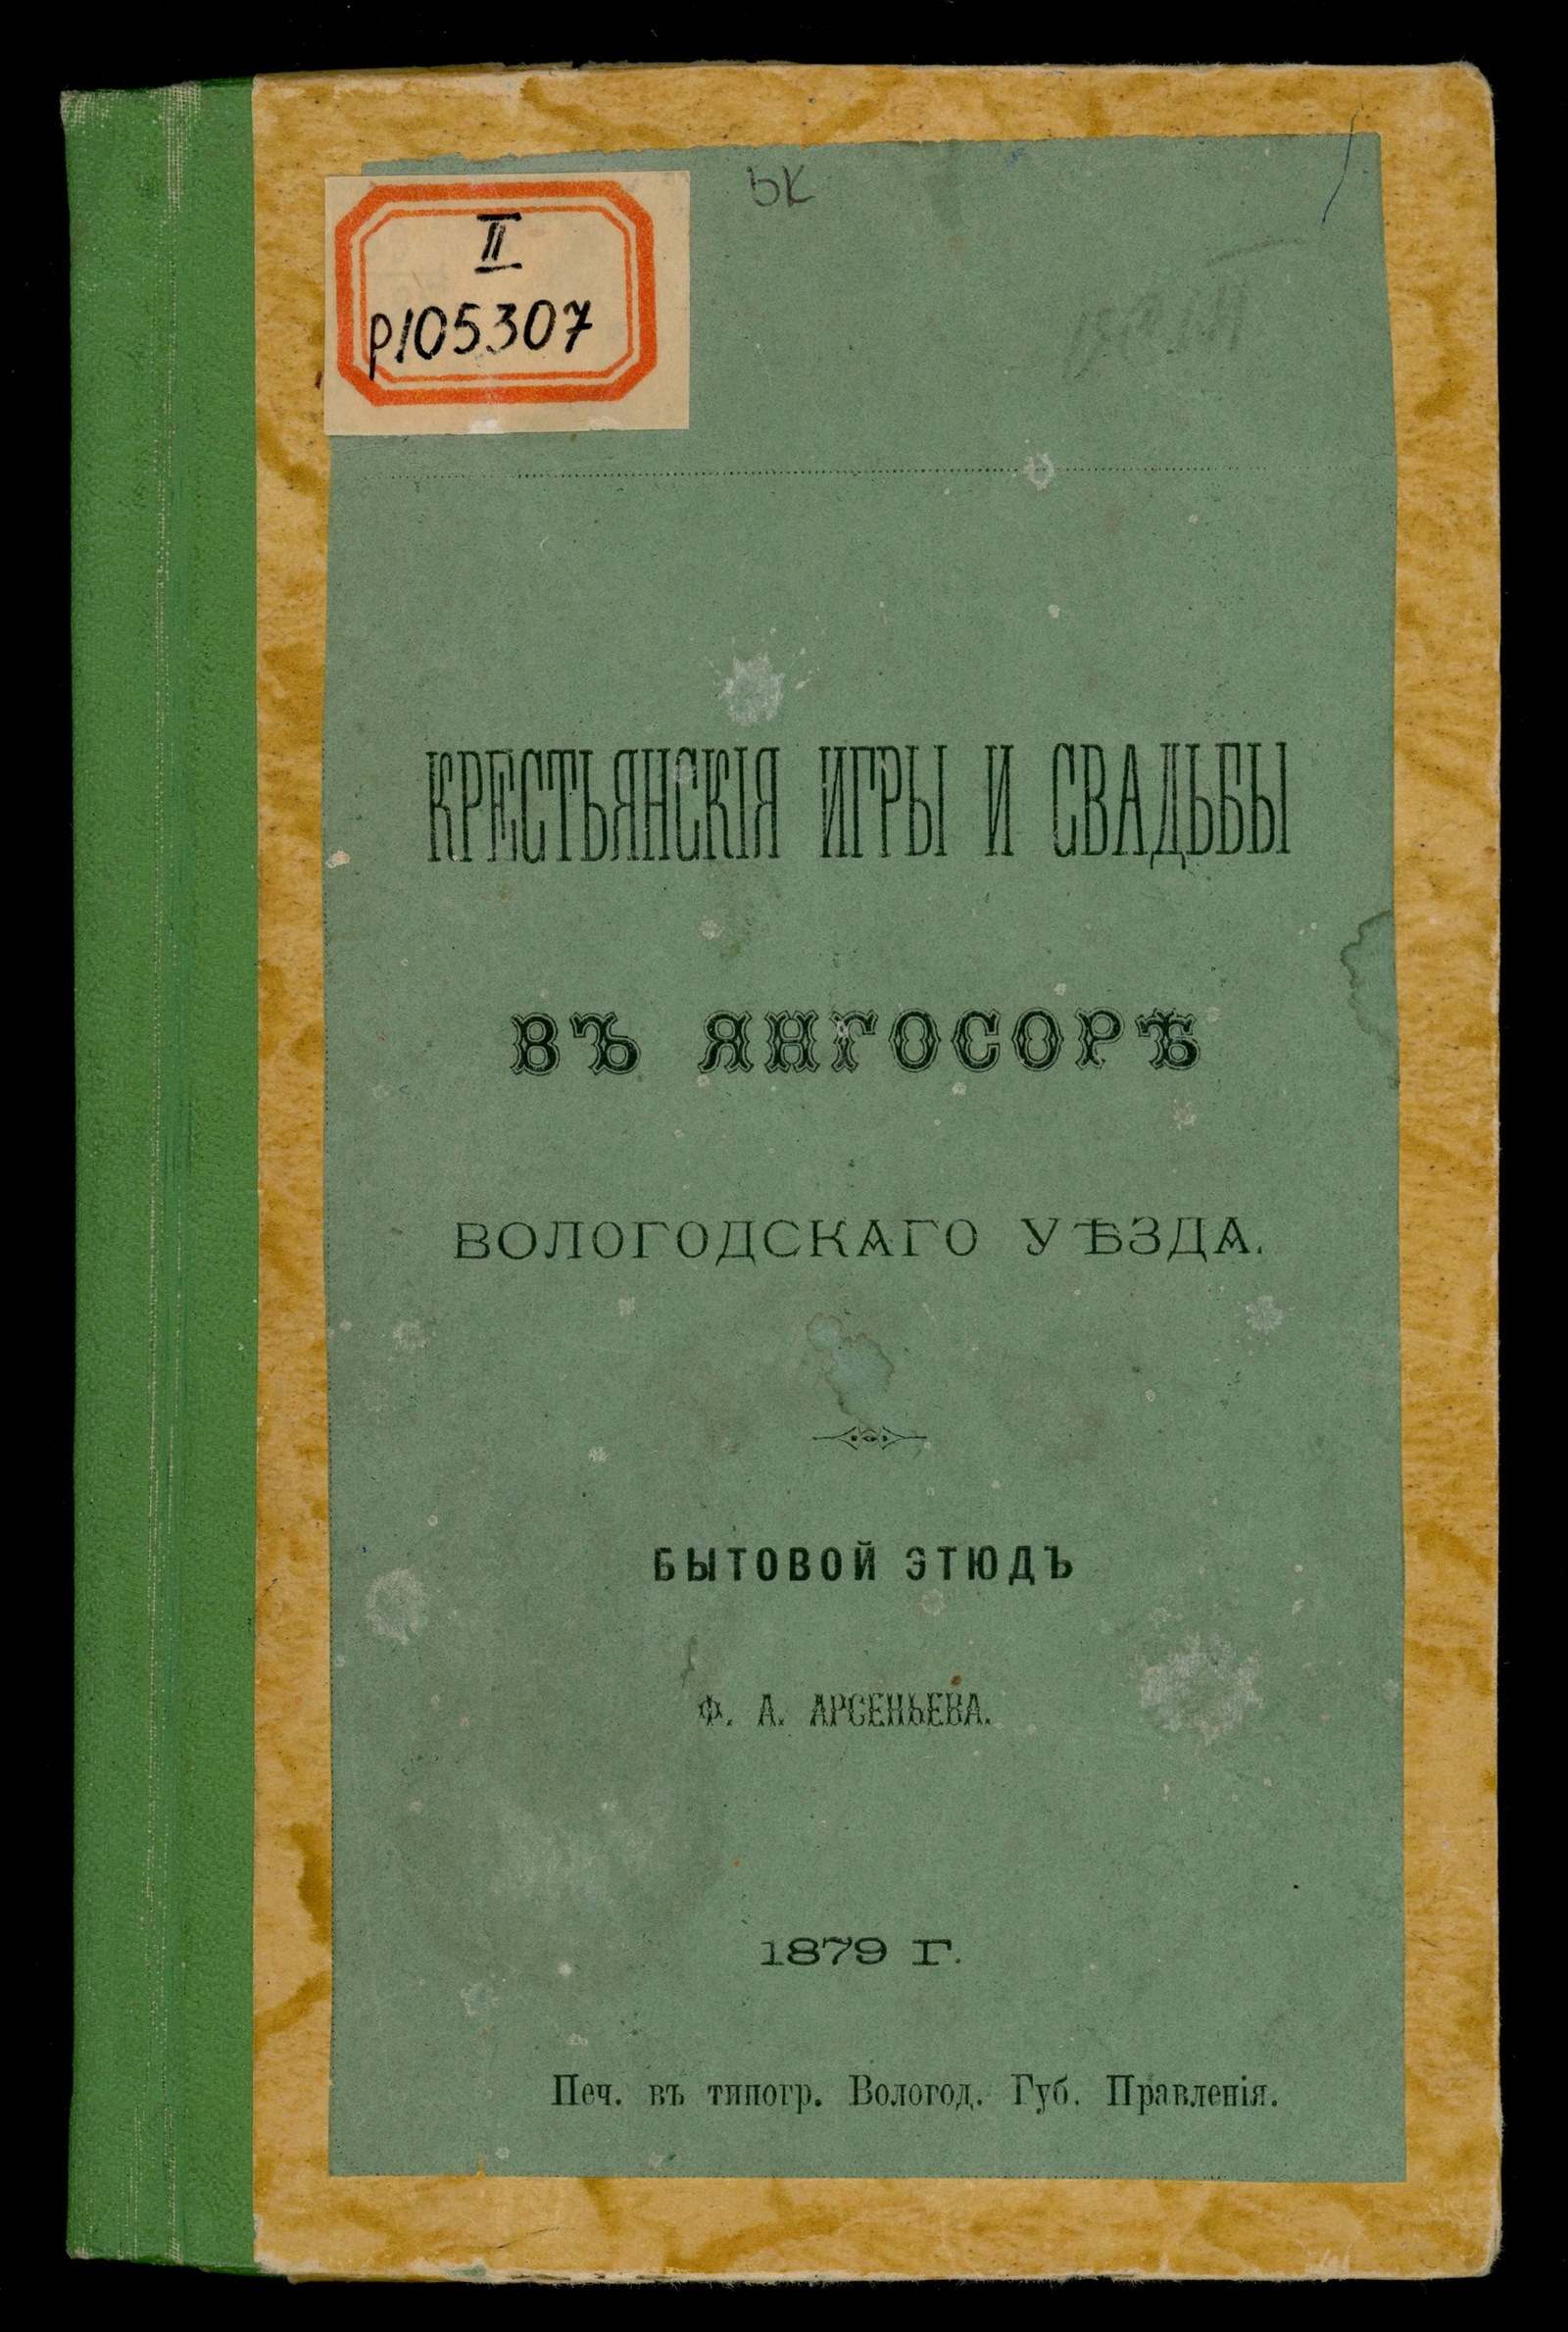 II
р105307
КРЕСТЬЯНСКІЯ ИГРЫ И СВАДЬБЫ
ВЪ ЯНГОСОРѢ
ВОЛОГОДСКАГО УѢЗДА.
БЫТОВОЙ ЭТЮДЪ
Ф. А. АРСЕНЬЕВА.
1879 Г.
Печ. въ типогр. Вологод. Губ. Правленія.